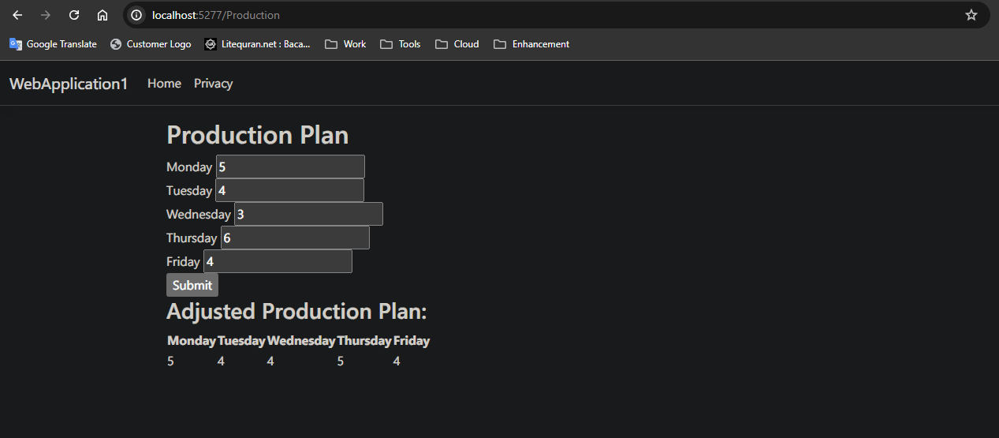 localhost:5277/Production
Google Translate Customer Logo Litequran.net : Baca... Work Tools Cloud Enhancement
WebApplication1 Home Privacy
Production Plan
Monday 5
Tuesday 4
Wednesday 3
Thursday 6
Friday 4
Submit
Adjusted Production Plan:
Monday Tuesday Wednesday Thursday Friday
5 4 4 5 4